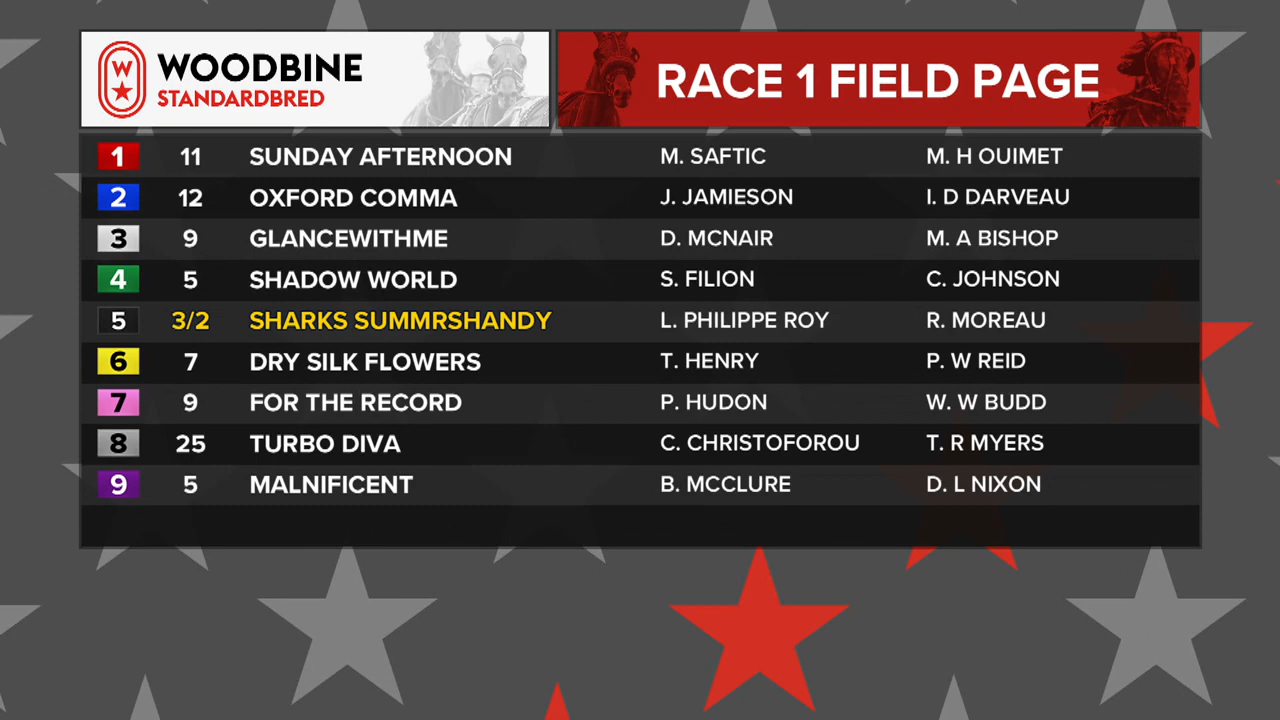 W WOODBINE
STANDARDBRED
RACE 1 FIELD PAGE
1 11 SUNDAY AFTERNOON M. SAFTIC M. H OUIMET
2 12 OXFORD COMMA J. JAMIESON I. D DARVEAU
3 9 GLANCEWITHME D. MCNAIR M. A BISHOP
4 5 SHADOW WORLD S. FILION C. JOHNSON
5 3/2 SHARKS SUMMRSHANDY L. PHILIPPE ROY R. MOREAU
6 7 DRY SILK FLOWERS T. HENRY P. W REID
7 9 FOR THE RECORD P. HUDON W. W BUDD
8 25 TURBO DIVA C. CHRISTOFOROU T. R MYERS
9 5 MALNIFICENT B. MCCLURE D. L NIXON